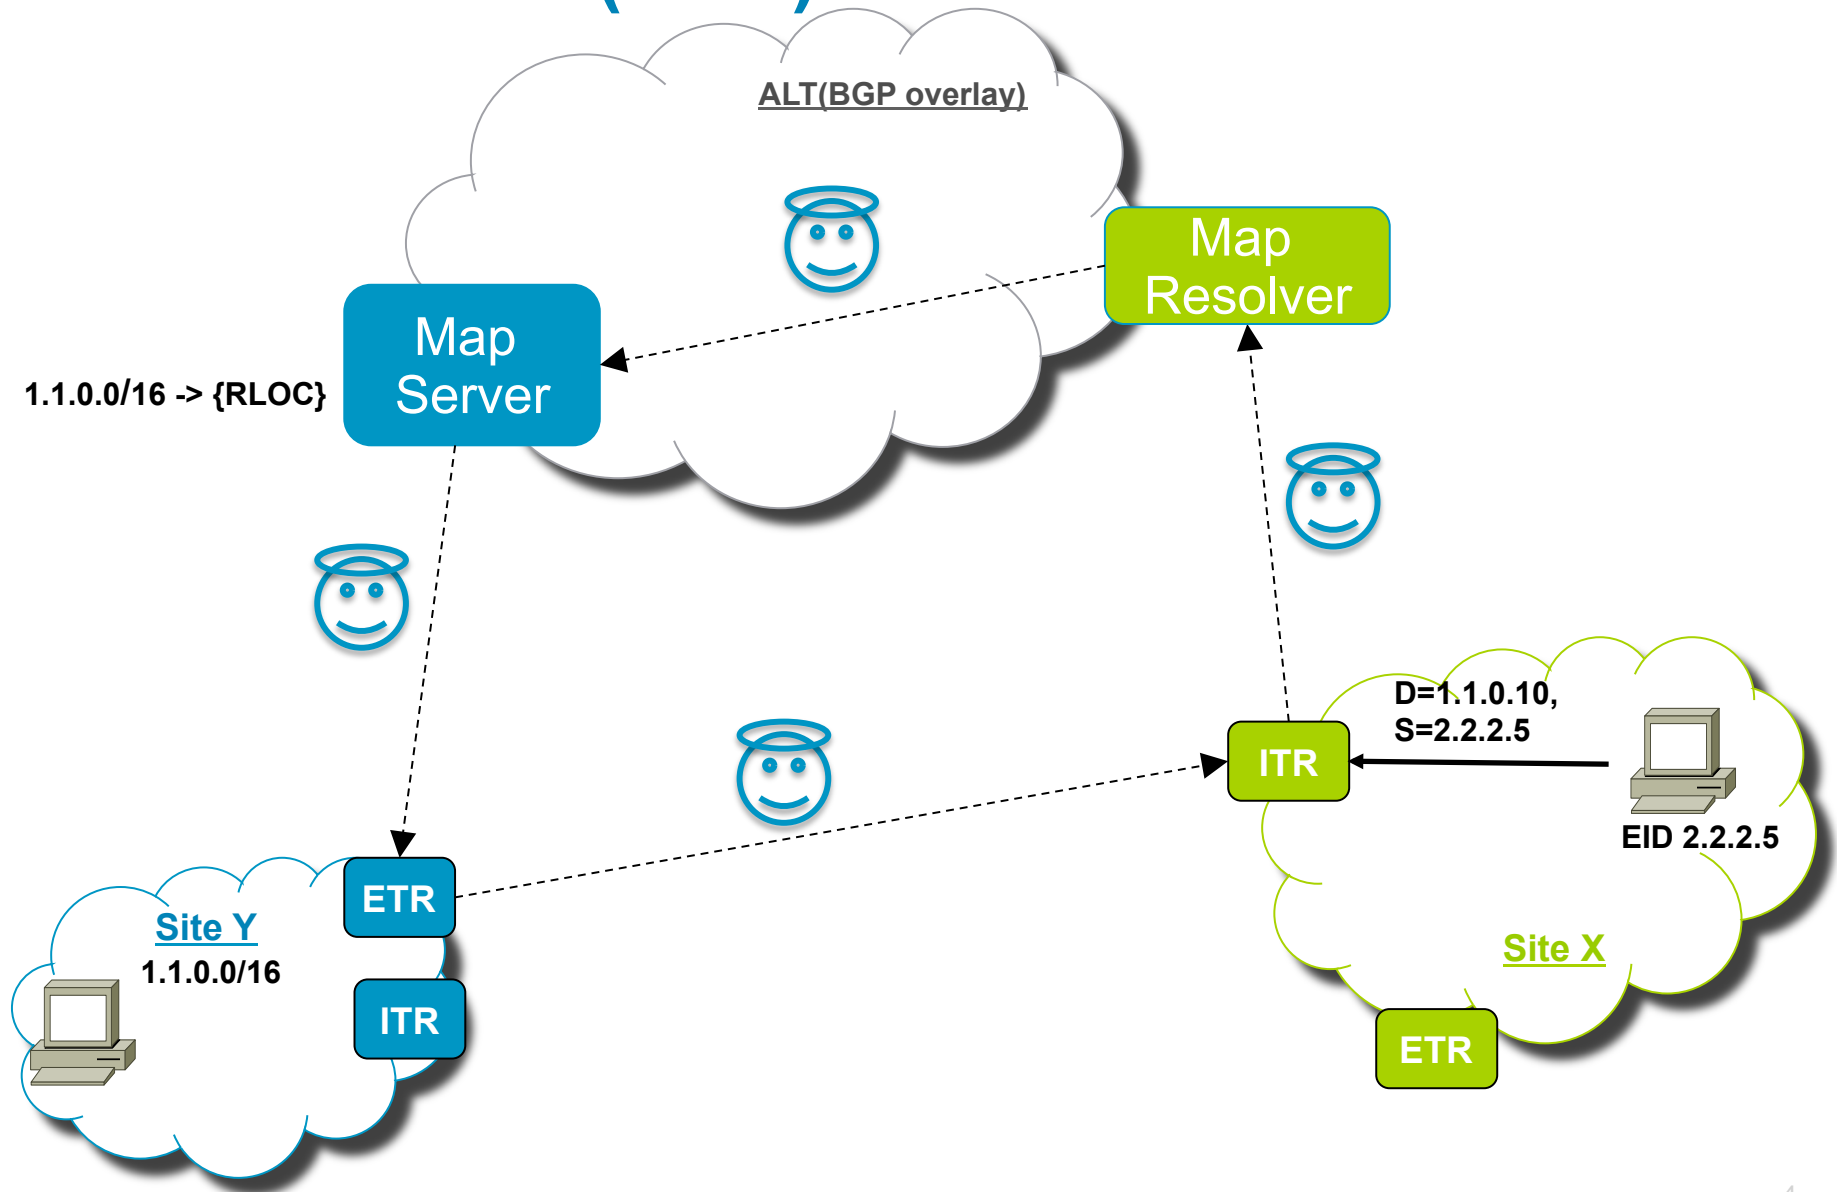 ALT(BGP overlay)
Map
Resolver
Map
Server
1.1.0.0/16 -> {RLOC}
D=1.1.0.10,
S=2.2.2.5
ITR
EID 2.2.2.5
ETR
Site Y
1.1.0.0/16
Site X
ITR
ETR